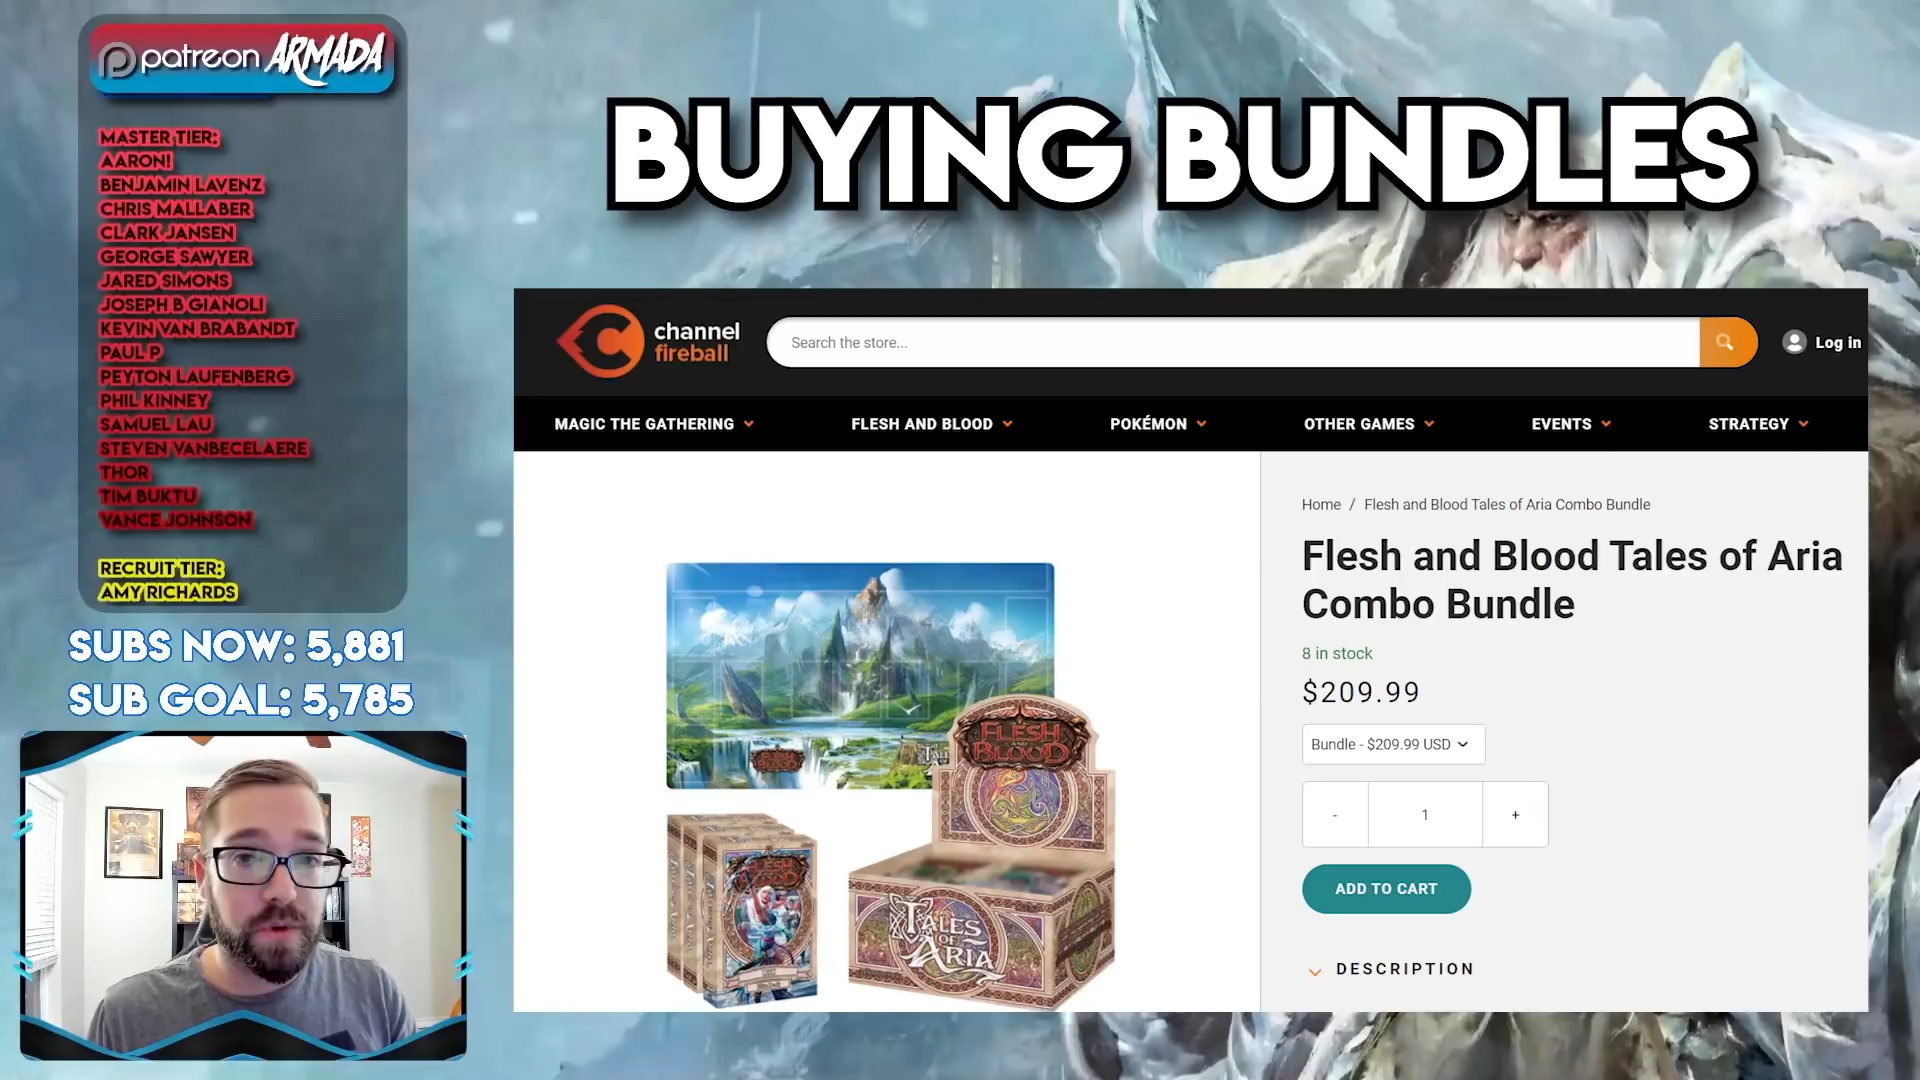 patreon ARMADA
MASTER TIER:
AARON!
BENJAMIN LAVENZ
CHRIS MALLABER
CLARK JANSEN
GEORGE SAWYER
JARED SIMONS
JOSEPH B GIANOLI
KEVIN VAN BRABANDT
PAUL P
PEYTON LAUFENBERG
PHIL KINNEY
SAMUEL LAU
STEVEN VANBECELAERE
THOR
TIM BUKTU
VANCE JOHNSON
RECRUIT TIER:
AMY RICHARDS
SUBS NOW: 5,881
SUB GOAL: 5,785
BUYING BUNDLES
channel
fireball
Search the store...
Log in
MAGIC THE GATHERING
FLESH AND BLOOD
POKÉMON
OTHER GAMES
EVENTS
STRATEGY
Home / Flesh and Blood Tales of Aria Combo Bundle
Flesh and Blood Tales of Aria
Combo Bundle
8 in stock
$209.99
Bundle - $209.99 USD
- 1 +
ADD TO CART
DESCRIPTION
FLESH
AND
BLOOD
TALES
OF
ARIA
FLESH